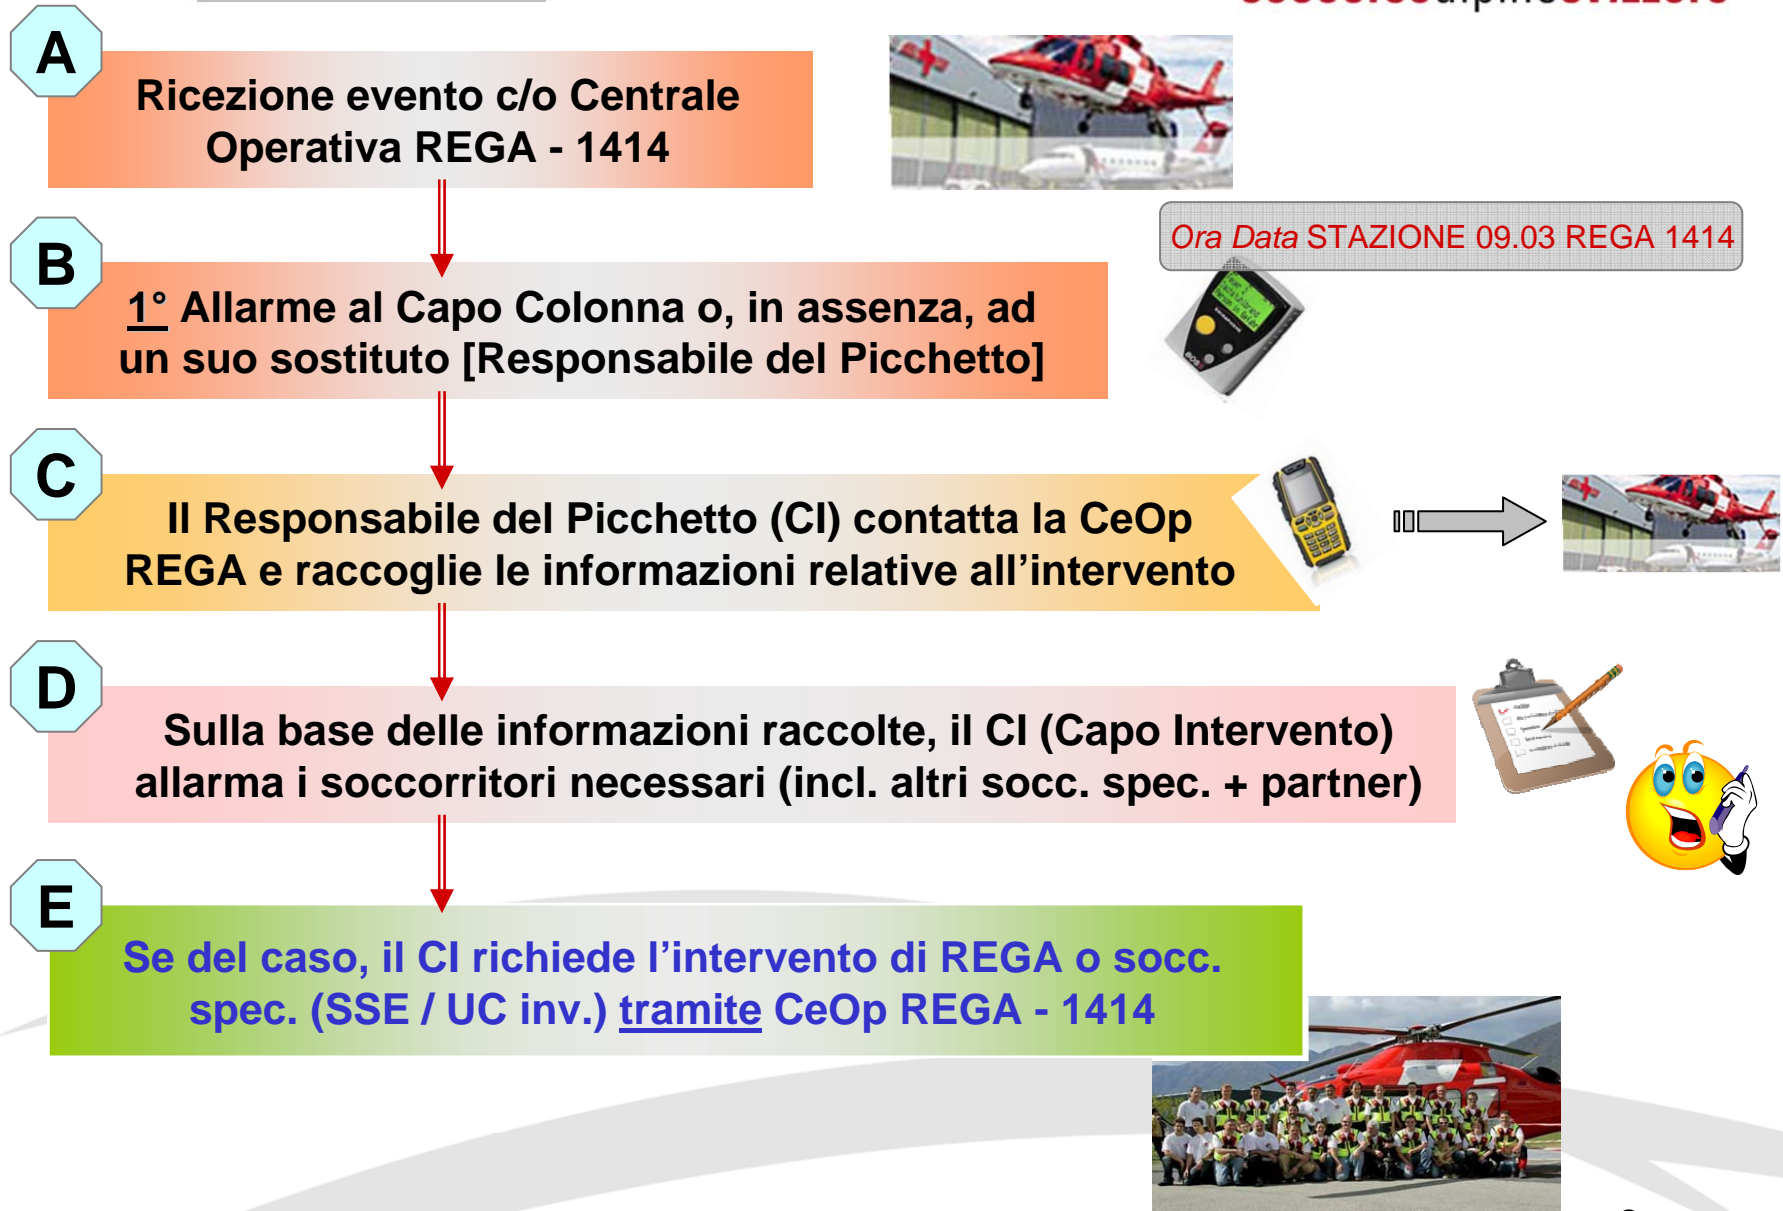 A
Ricezione evento c/o Centrale
Operativa REGA - 1414
Ora Data STAZIONE 09.03 REGA 1414
B
1° Allarme al Capo Colonna o, in assenza, ad
un suo sostituto [Responsabile del Picchetto]
C
Il Responsabile del Picchetto (CI) contatta la CeOp
REGA e raccoglie le informazioni relative all’intervento
D
Sulla base delle informazioni raccolte, il CI (Capo Intervento)
allarma i soccorritori necessari (incl. altri socc. spec. + partner)
E
Se del caso, il CI richiede l’intervento di REGA o socc.
spec. (SSE / UC inv.) tramite CeOp REGA - 1414